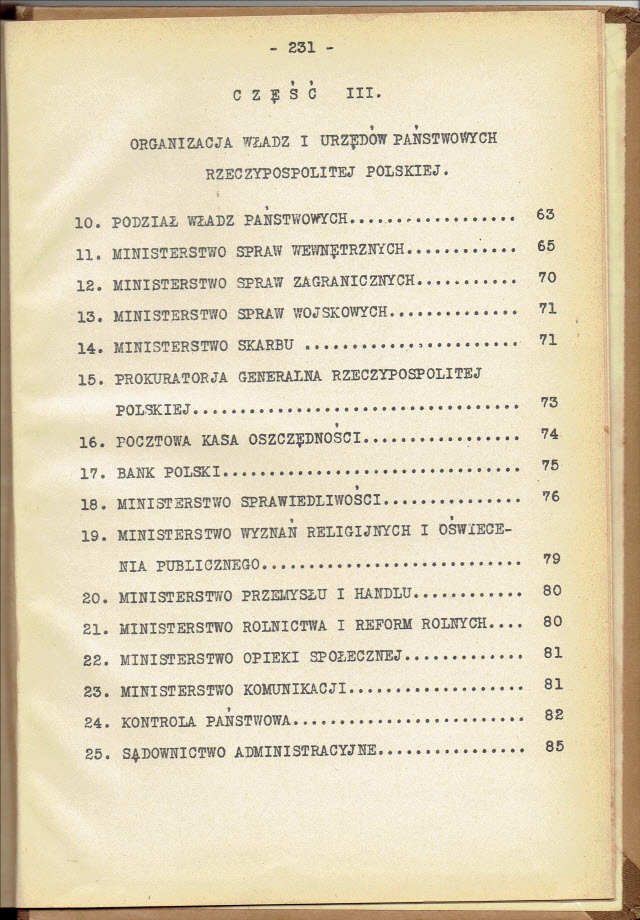 - 231 -
CZĘŚĆ III.
ORGANIZACJA WŁADZ I URZĘDÓW PAŃSTWOWYCH
RZECZYPOSPOLITEJ POLSKIEJ.
10. PODZIAŁ WŁADZ PAŃSTWOWYCH.................. 63
11. MINISTERSTWO SPRAW WEWNĘTRZNYCH............ 65
12. MINISTERSTWO SPRAW ZAGRANICZNYCH........... 70
13. MINISTERSTWO SPRAW WOJSKOWYCH.............. 71
14. MINISTERSTWO SKARBU ....................... 71
15. PROKURATORJA GENERALNA RZECZYPOSPOLITEJ
POLSKIEJ................................... 73
16. POCZTOWA KASA OSZCZĘDNOŚCI................. 74
17. BANK POLSKI................................ 75
18. MINISTERSTWO SPRAWIEDLIWOŚCI............... 76
19. MINISTERSTWO WYZNAŃ RELIGIJNYCH I OŚWIECE-
NIA PUBLICZNEGO............................ 79
20. MINISTERSTWO PRZEMYSŁU I HANDLU............ 80
21. MINISTERSTWO ROLNICTWA I REFORM ROLNYCH.... 80
22. MINISTERSTWO OPIEKI SPOŁECZNEJ............. 81
23. MINISTERSTWO KOMUNIKACJI................... 81
24. KONTROLA PAŃSTWOWA......................... 82
25. SĄDOWNICTWO ADMINISTRACYJNE................ 85